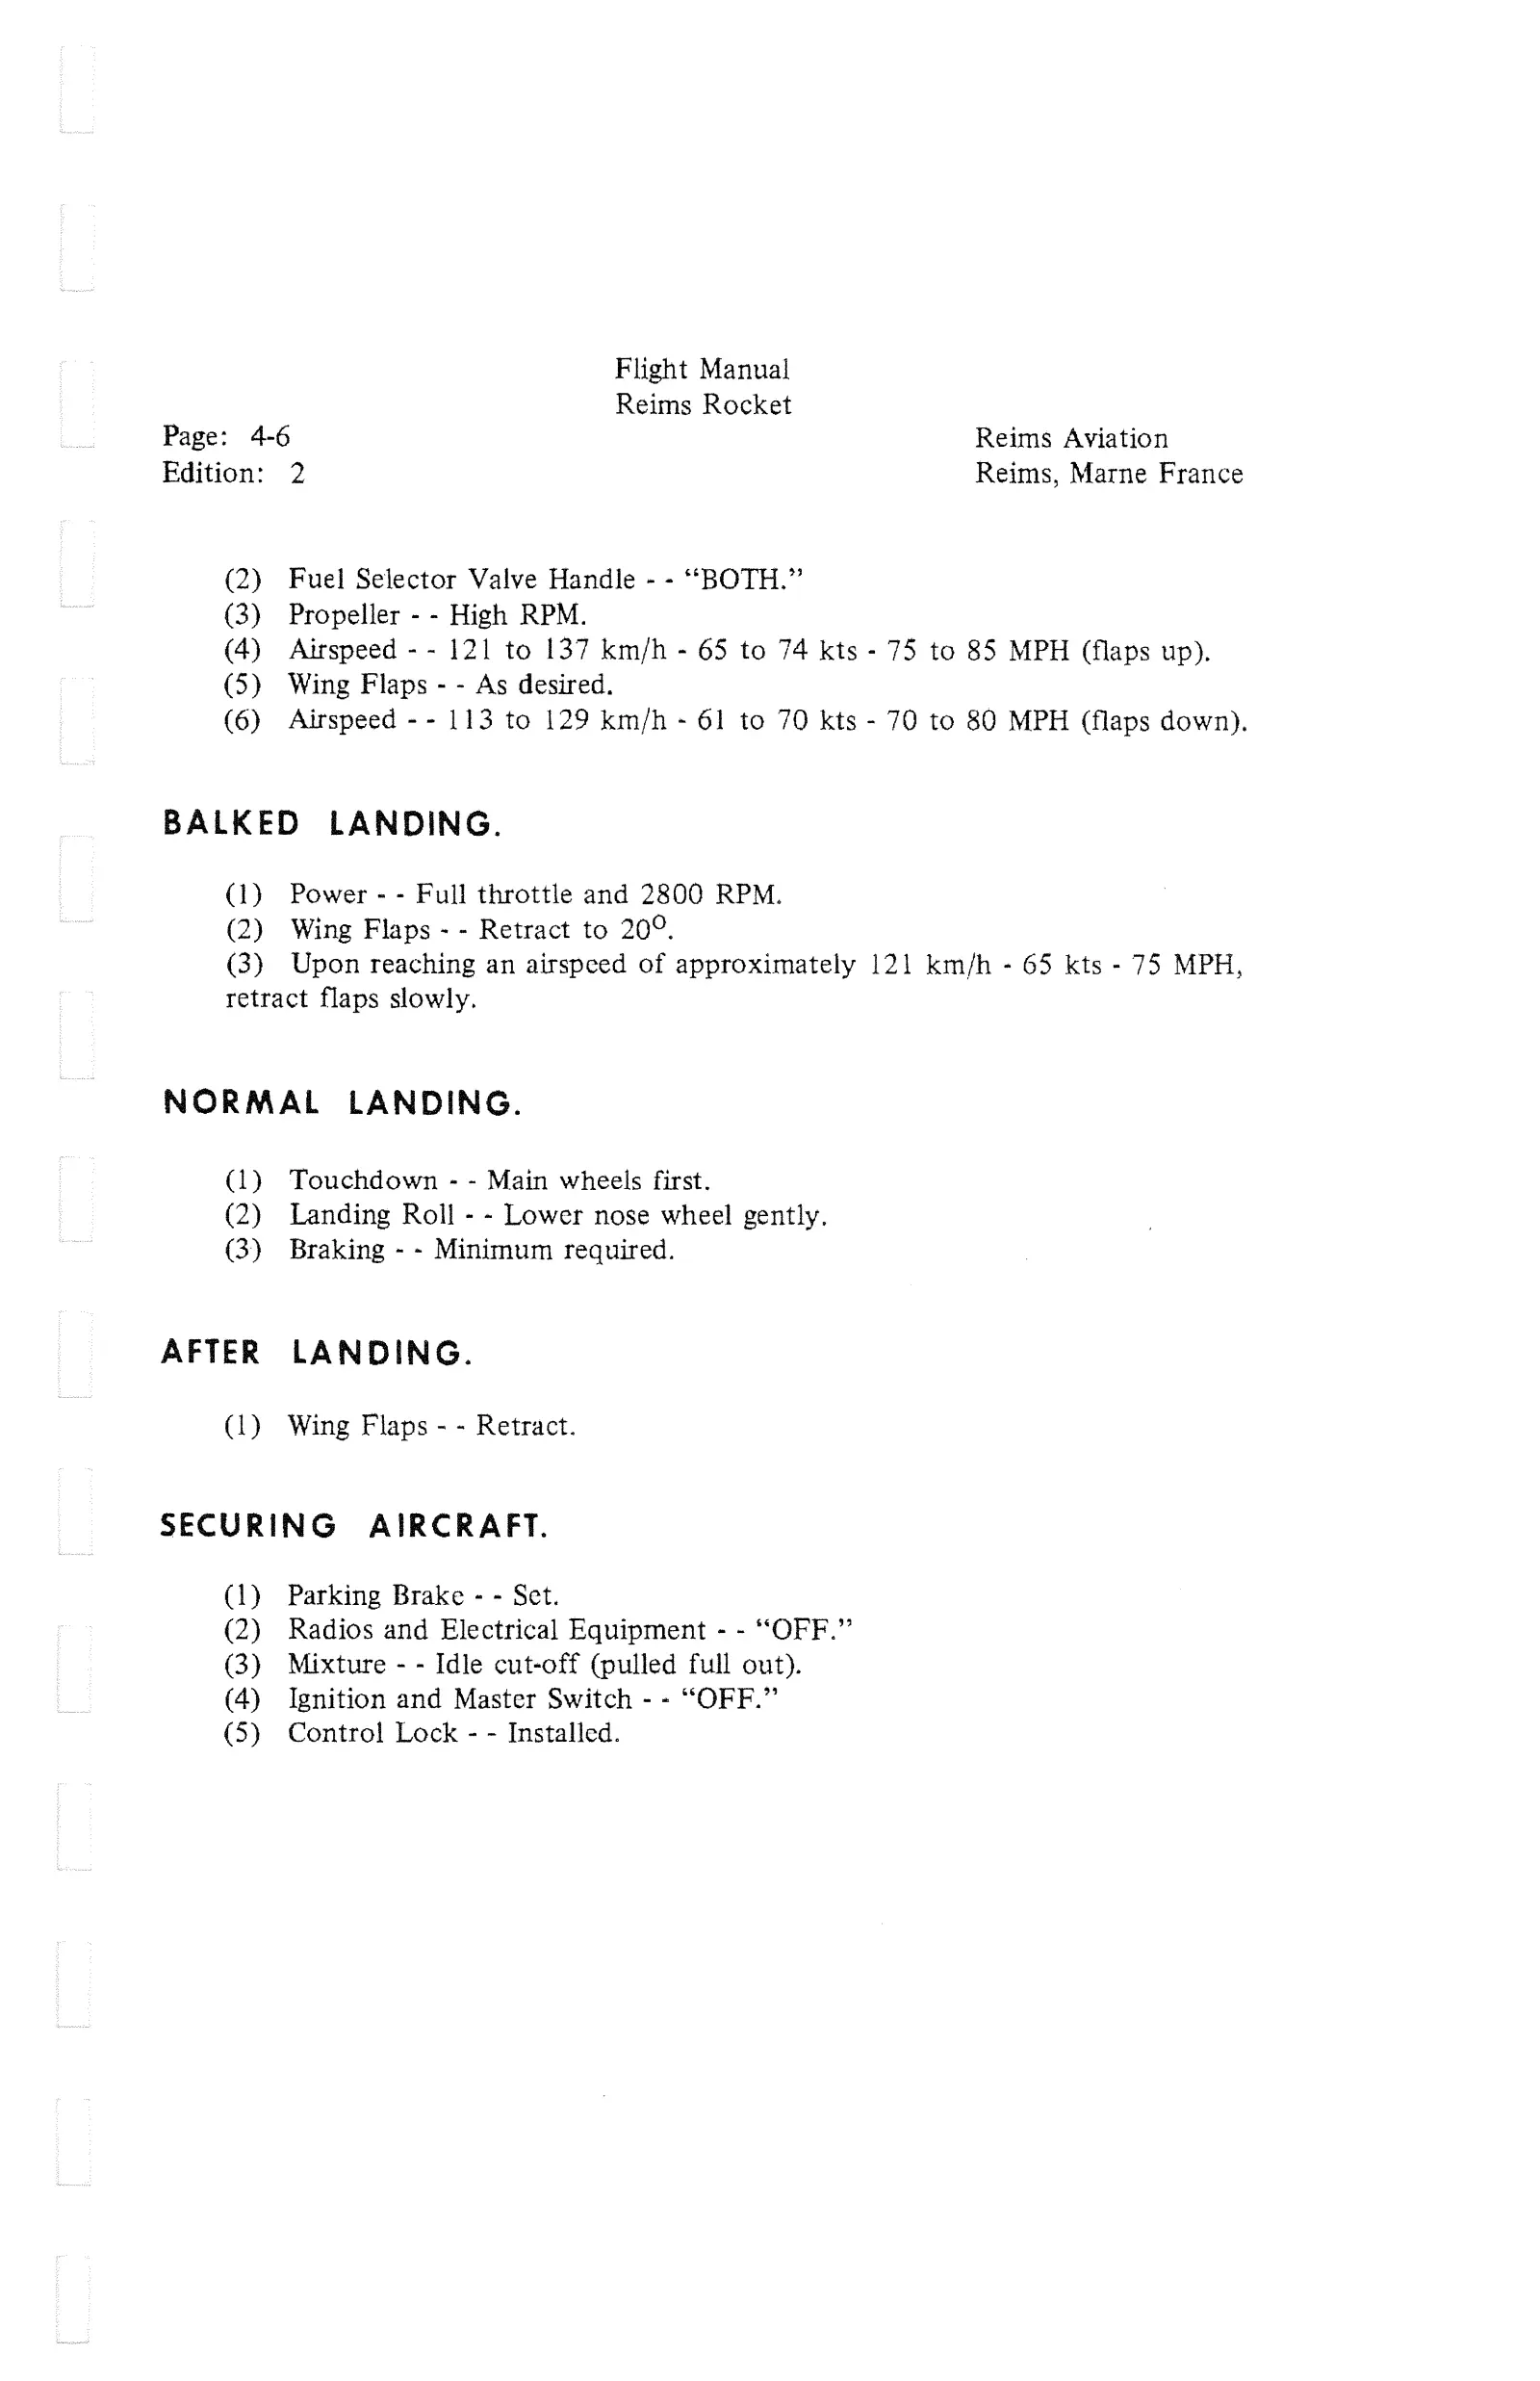 Flight Manual
Reims Rocket
Page: 4-6
Reims Aviation
Edition: 2
Reims, Marne France
(2) Fuel Selector Valve Handle - - “BOTH.”
(3) Propeller - - High RPM.
(4) Airspeed - - 121 to 137 km/h - 65 to 74 kts - 75 to 85 MPH (flaps up).
(5) Wing Flaps - - As desired.
(6) Airspeed - - 113 to 129 km/h - 61 to 70 kts - 70 to 80 MPH (flaps down).
BALKED LANDING.
(1) Power - - Full throttle and 2800 RPM.
(2) Wing Flaps - - Retract to 20°.
(3) Upon reaching an airspeed of approximately 121 km/h - 65 kts - 75 MPH,
retract flaps slowly.
NORMAL LANDING.
(1) Touchdown - - Main wheels first.
(2) Landing Roll - - Lower nose wheel gently.
(3) Braking - - Minimum required.
AFTER LANDING.
(1) Wing Flaps - - Retract.
SECURING AIRCRAFT.
(1) Parking Brake - - Set.
(2) Radios and Electrical Equipment - - “OFF.”
(3) Mixture - - Idle cut-off (pulled full out).
(4) Ignition and Master Switch - - “OFF.”
(5) Control Lock - - Installed.